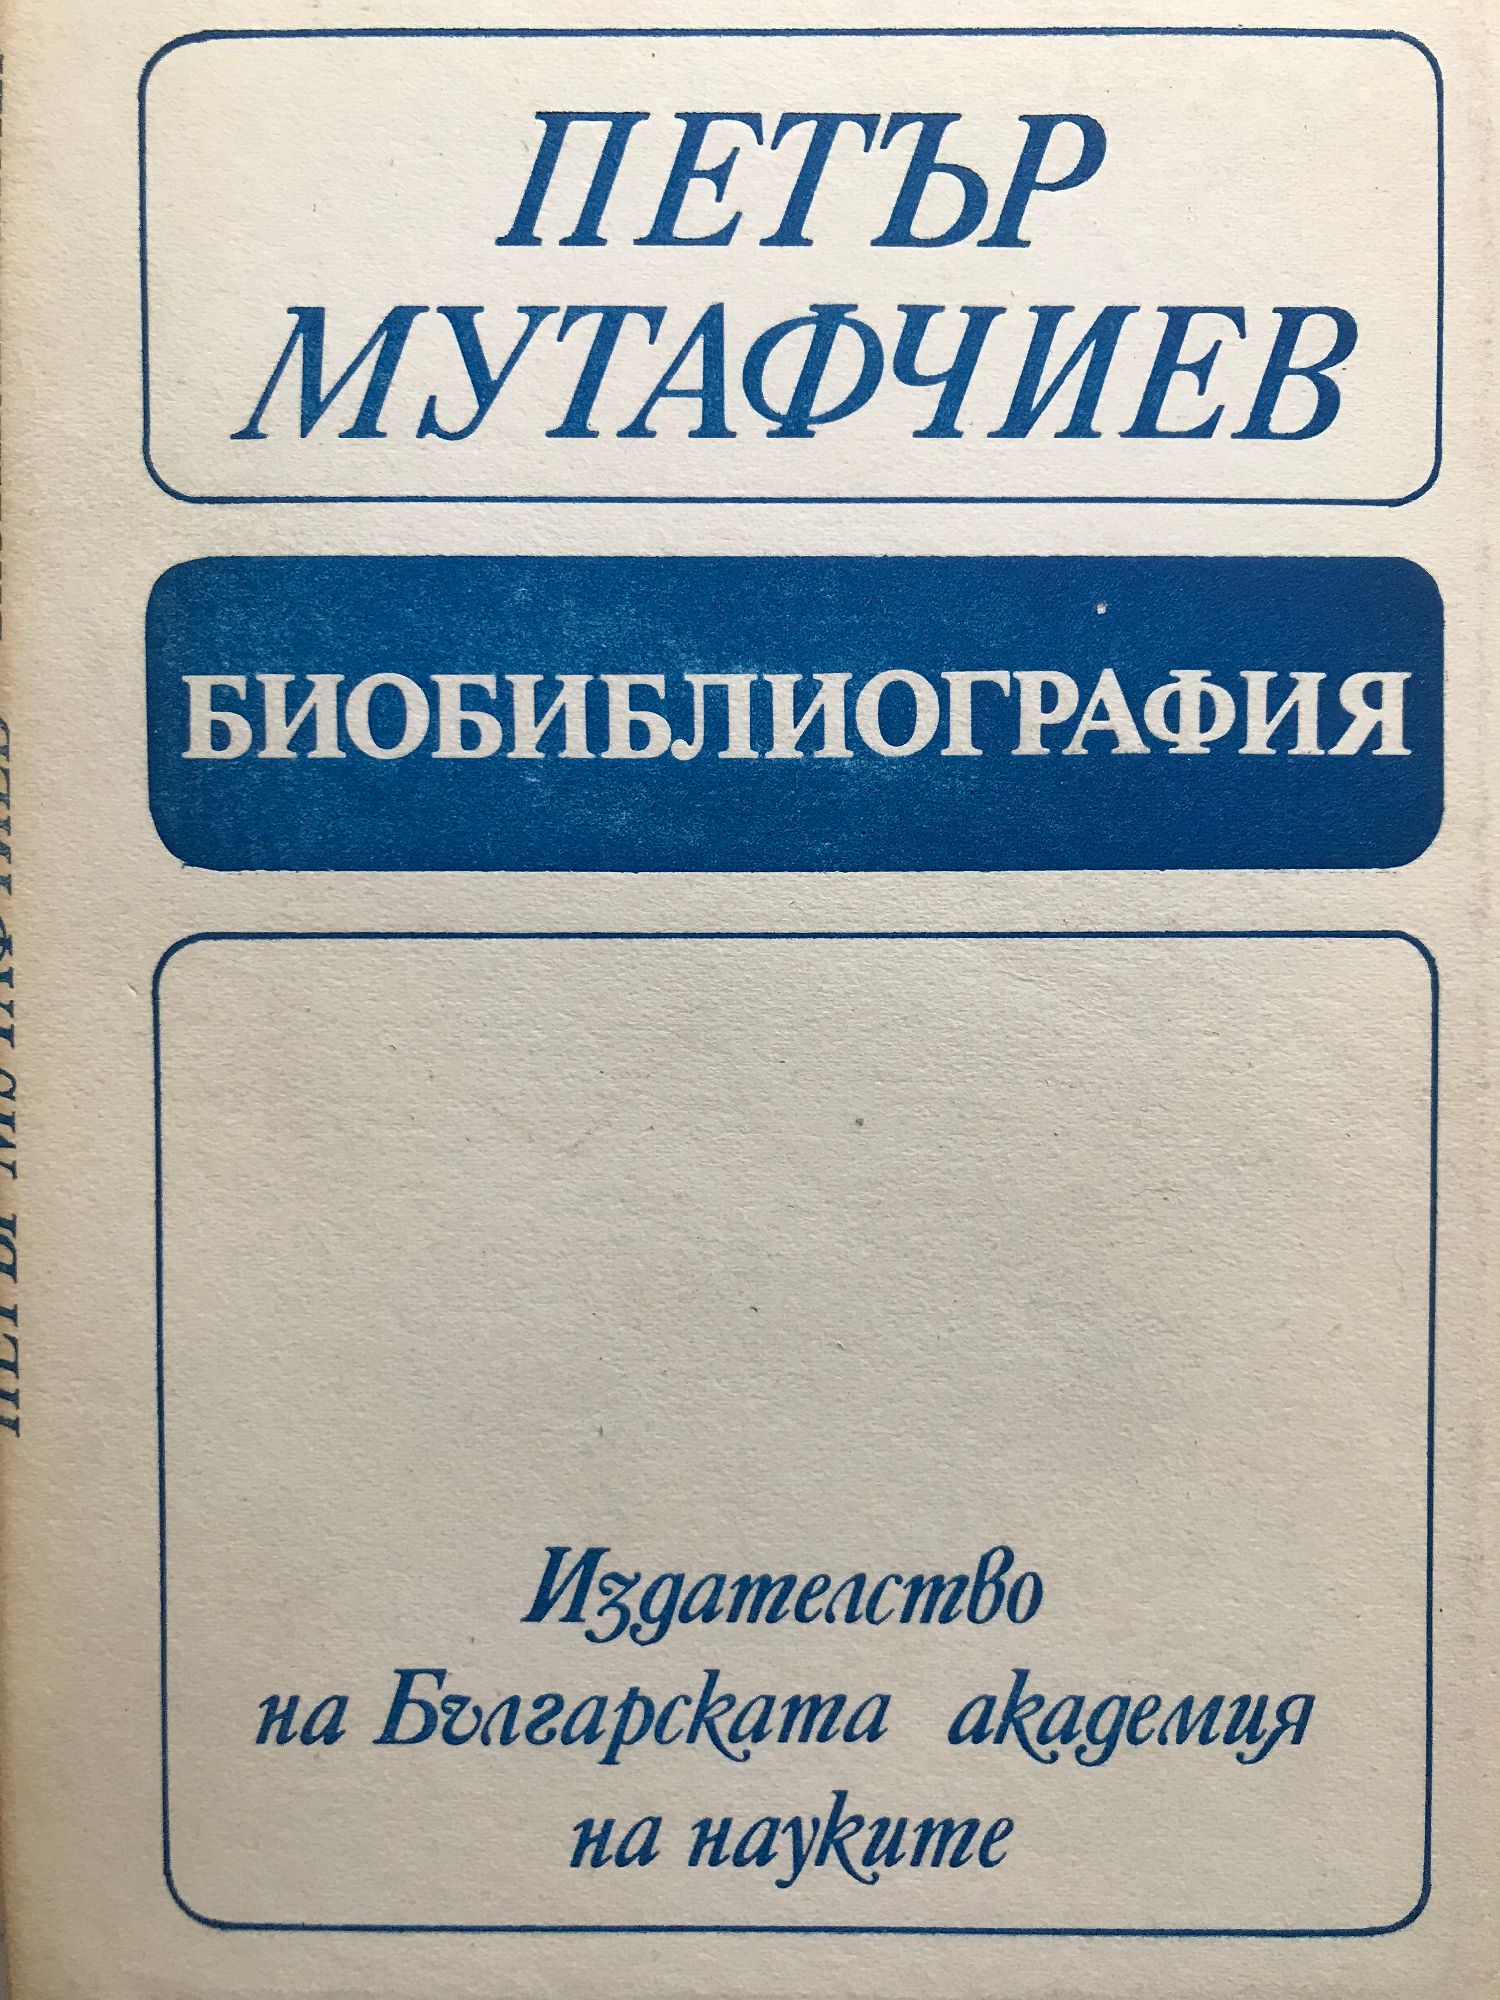 ПЕТЪР
МУТАФЧИЕВ
БИОБИБЛИОГРАФИЯ
Издателство
на Българската академия
на науките